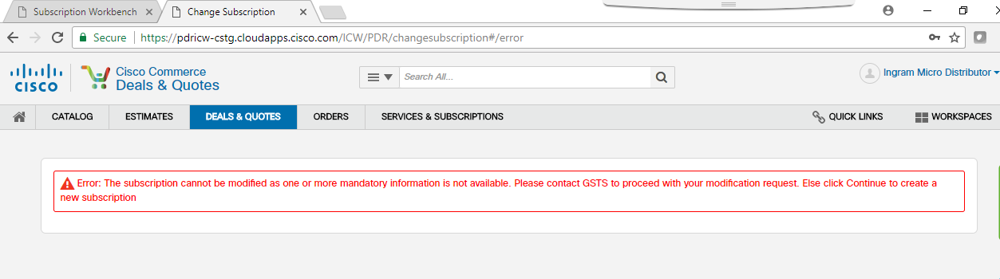 Subscription Workbench
Change Subscription
Secure
https://pdricw-cstg.cloudapps.cisco.com/ICW/PDR/changesubscription#/error
CISCO
Cisco Commerce
Deals & Quotes
Search All...
Ingram Micro Distributor
CATALOG
ESTIMATES
DEALS & QUOTES
ORDERS
SERVICES & SUBSCRIPTIONS
QUICK LINKS
WORKSPACES
Error: The subscription cannot be modified as one or more mandatory information is not available. Please contact GSTS to proceed with your modification request. Else click Continue to create a
new subscription